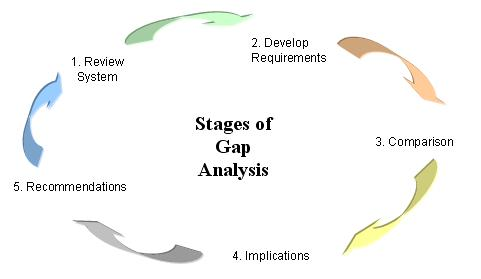 1. Review
System
2. Develop
Requirements
3. Comparison
4. Implications
5. Recommendations
Stages of
Gap
Analysis